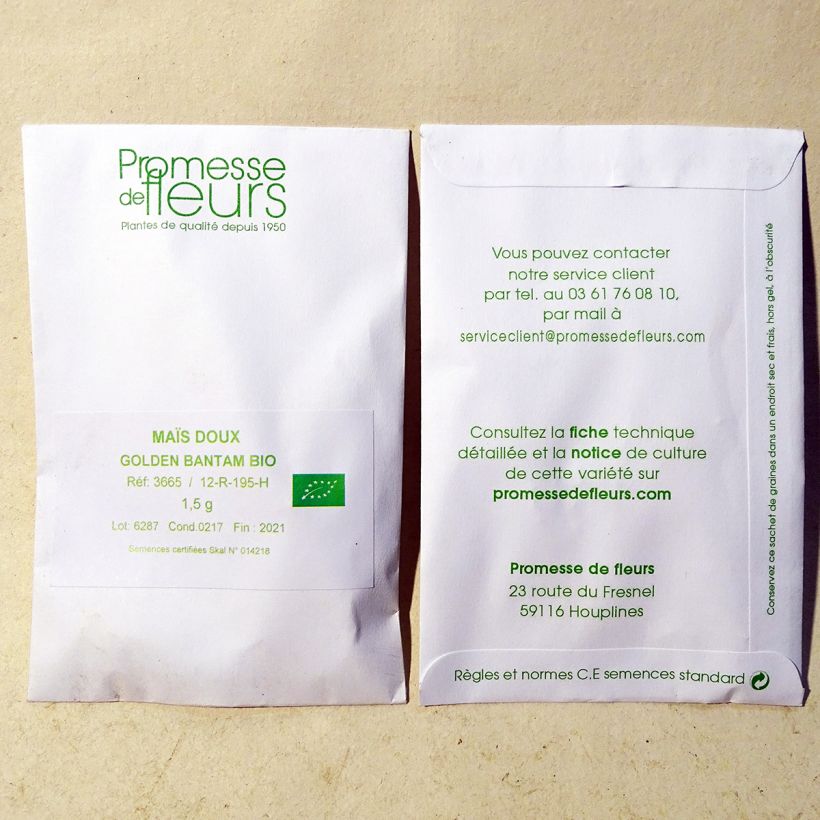 Promesse
de fleurs
Plantes de qualité depuis 1950
MAÏS DOUX
GOLDEN BANTAM BIO
Réf: 3665 / 12-R-195-H
1,5 g
Lot: 6287 Cond.0217 Fin : 2021
Semences certifiées Skal N° 014218
Vous pouvez contacter
notre service client
par tel. au 03 61 76 08 10,
par mail à
serviceclient@promessedefleurs.com
Consultez la fiche technique
détaillée et la notice de culture
de cette variété sur
promessedefleurs.com
Promesse de fleurs
23 route du Fresnel
59116 Houplines
Règles et normes C.E semences standard
Conservez ce sachet de graines dans un endroit sec et frais, hors gel, à l'obscurité